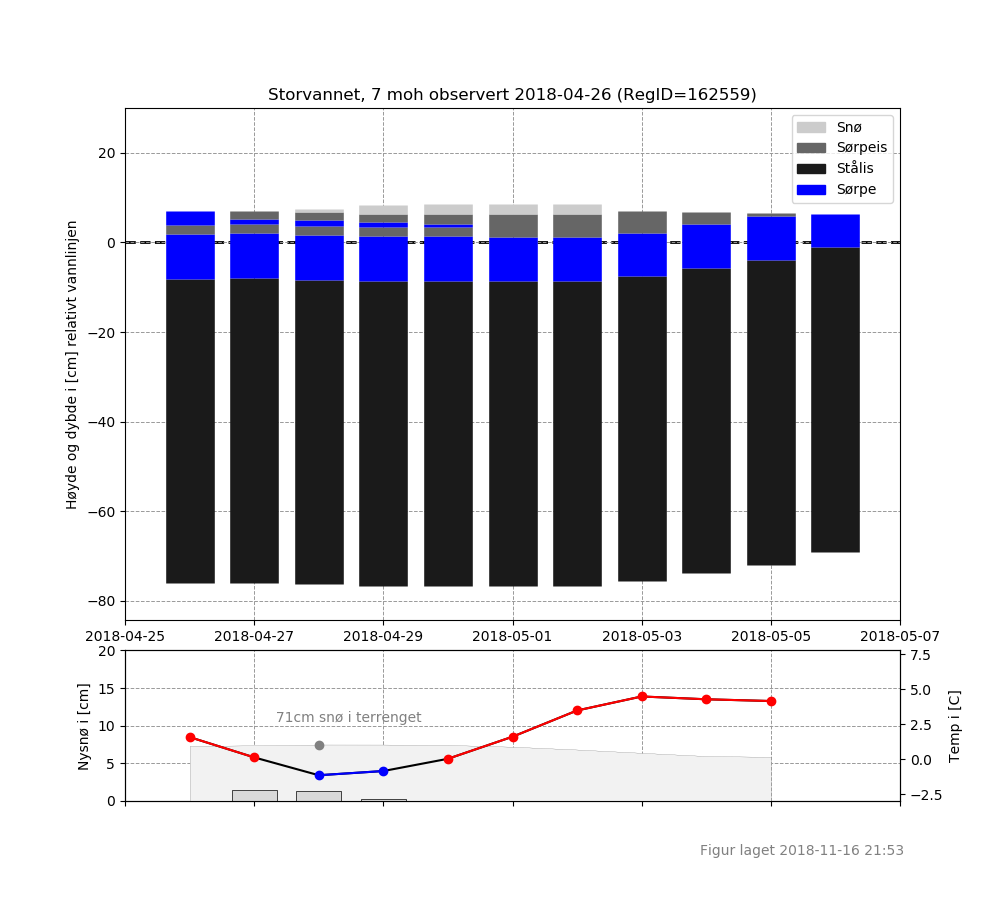 Storvannet, 7 moh observert 2018-04-26 (RegID=162559)
Snø
Sørpeis
Stålis
Sørpe
Høyde og dybde i [cm] relativt vannlinjen
20
0
−20
−40
−60
−80
2018-04-25 2018-04-27 2018-04-29 2018-05-01 2018-05-03 2018-05-05 2018-05-07
Nysnø i [cm]
20
15
10
5
0
71cm snø i terrenget
7.5
5.0
2.5
0.0
−2.5
Temp i [C]
Figur laget 2018-11-16 21:53